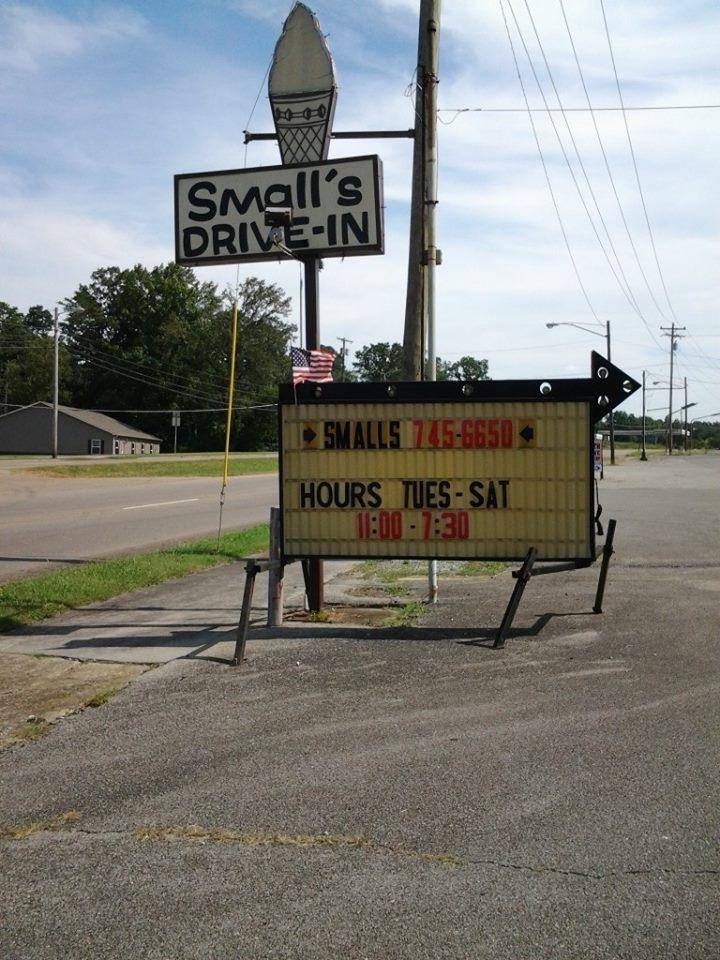 Small's
DRIVE-IN
SMALLS 745-6650
HOURS TUES-SAT
11:00-7:30